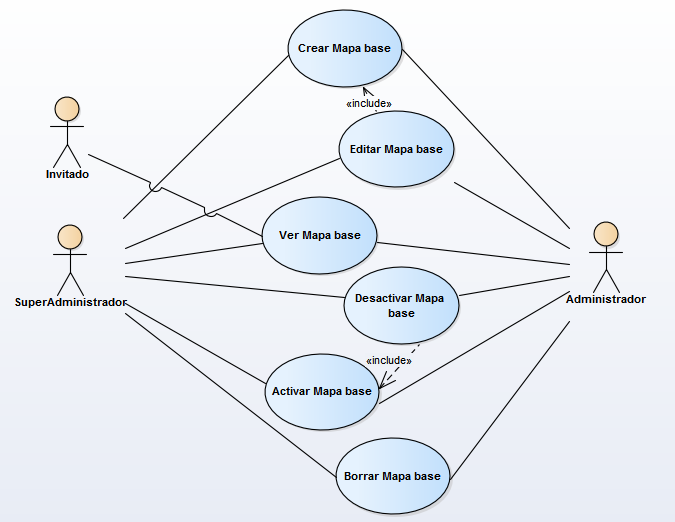 Crear Mapa base
«include»
Editar Mapa base
Invitado
Ver Mapa base
SuperAdministrador
Administrador
Desactivar Mapa
base
«include»
Activar Mapa base
Borrar Mapa base